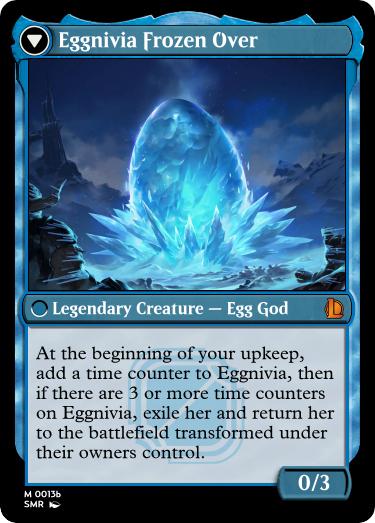 Eggnivia Frozen Over
Legendary Creature — Egg God
At the beginning of your upkeep,
add a time counter to Eggnivia, then
if there are 3 or more time counters
on Eggnivia, exile her and return her
to the battlefield transformed under
their owners control.
0/3
M 0013b
SMR